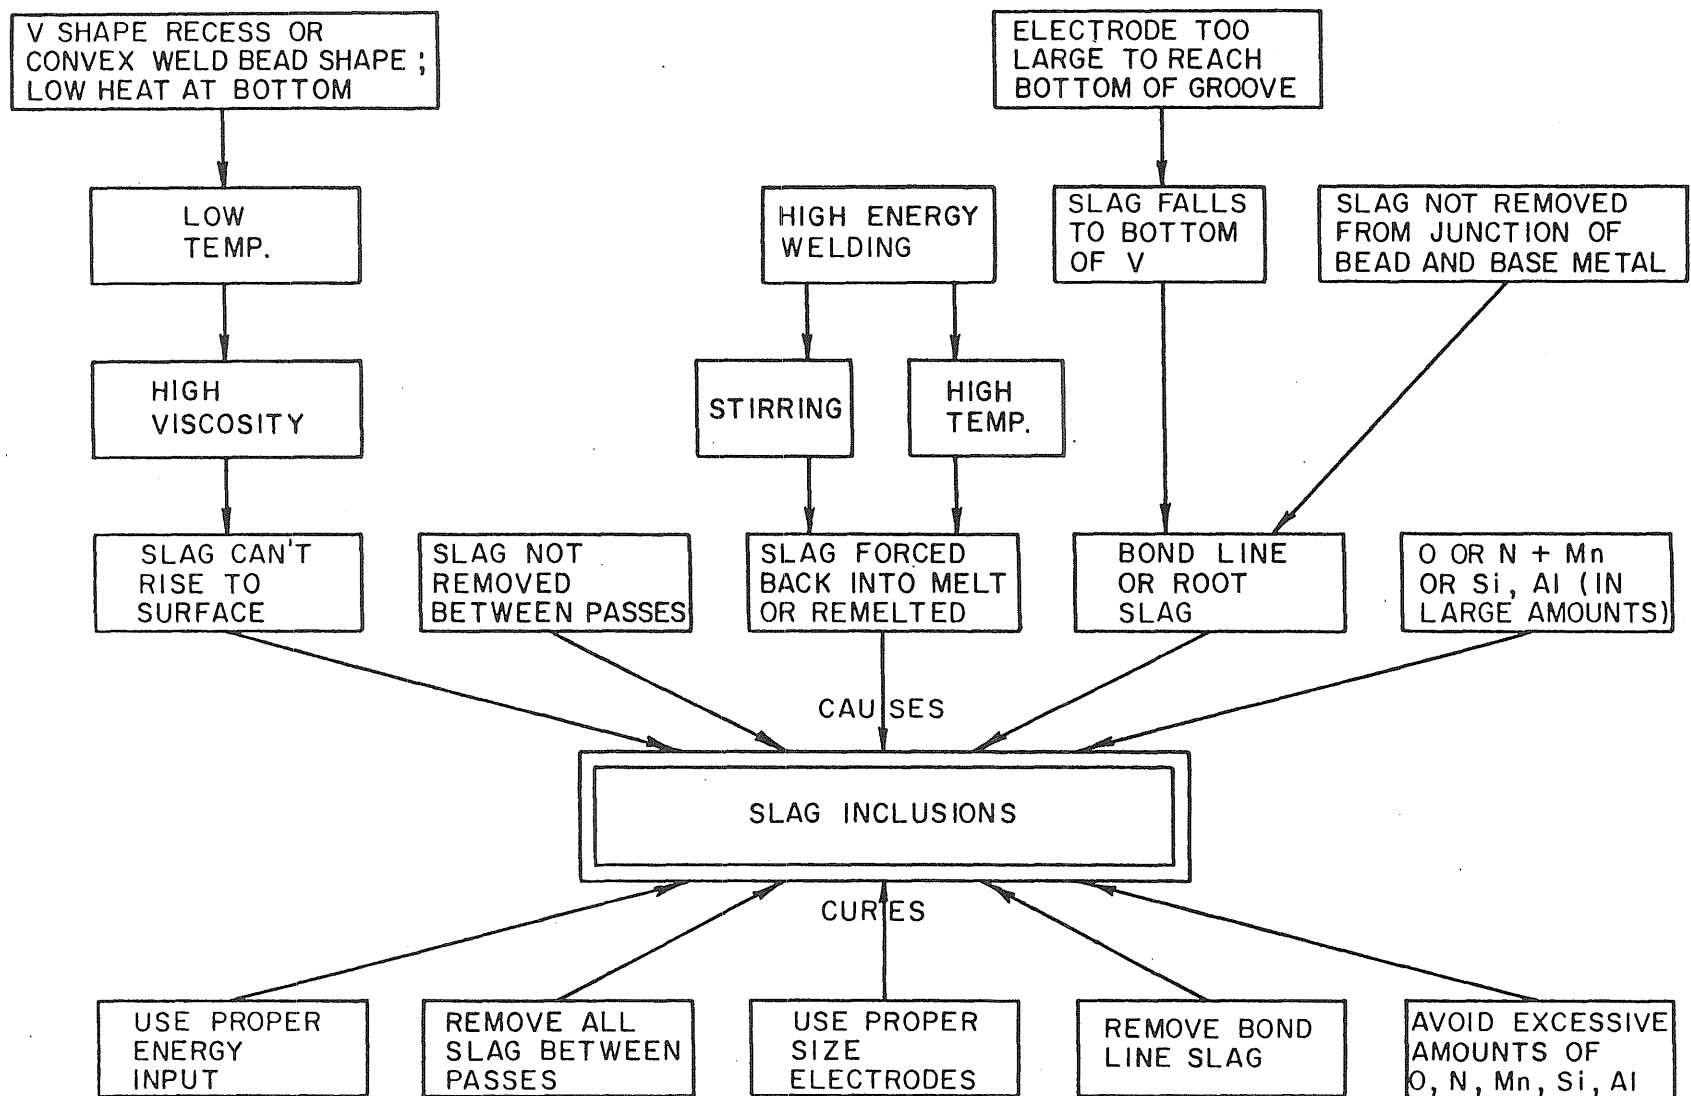 V SHAPE RECESS OR
CONVEX WELD BEAD SHAPE;
LOW HEAT AT BOTTOM
ELECTRODE TOO
LARGE TO REACH
BOTTOM OF GROOVE
LOW
TEMP.
HIGH ENERGY
WELDING
SLAG FALLS
TO BOTTOM
OF V
SLAG NOT REMOVED
FROM JUNCTION OF
BEAD AND BASE METAL
HIGH
VISCOSITY
STIRRING
HIGH
TEMP.
SLAG CAN'T
RISE TO
SURFACE
SLAG NOT
REMOVED
BETWEEN PASSES
SLAG FORCED
BACK INTO MELT
OR REMELTED
BOND LINE
OR ROOT
SLAG
O OR N + Mn
OR Si, Al (IN
LARGE AMOUNTS)
CAUSES
SLAG INCLUSIONS
CURES
USE PROPER
ENERGY
INPUT
REMOVE ALL
SLAG BETWEEN
PASSES
USE PROPER
SIZE
ELECTRODES
REMOVE BOND
LINE SLAG
AVOID EXCESSIVE
AMOUNTS OF
O, N, Mn, Si, Al